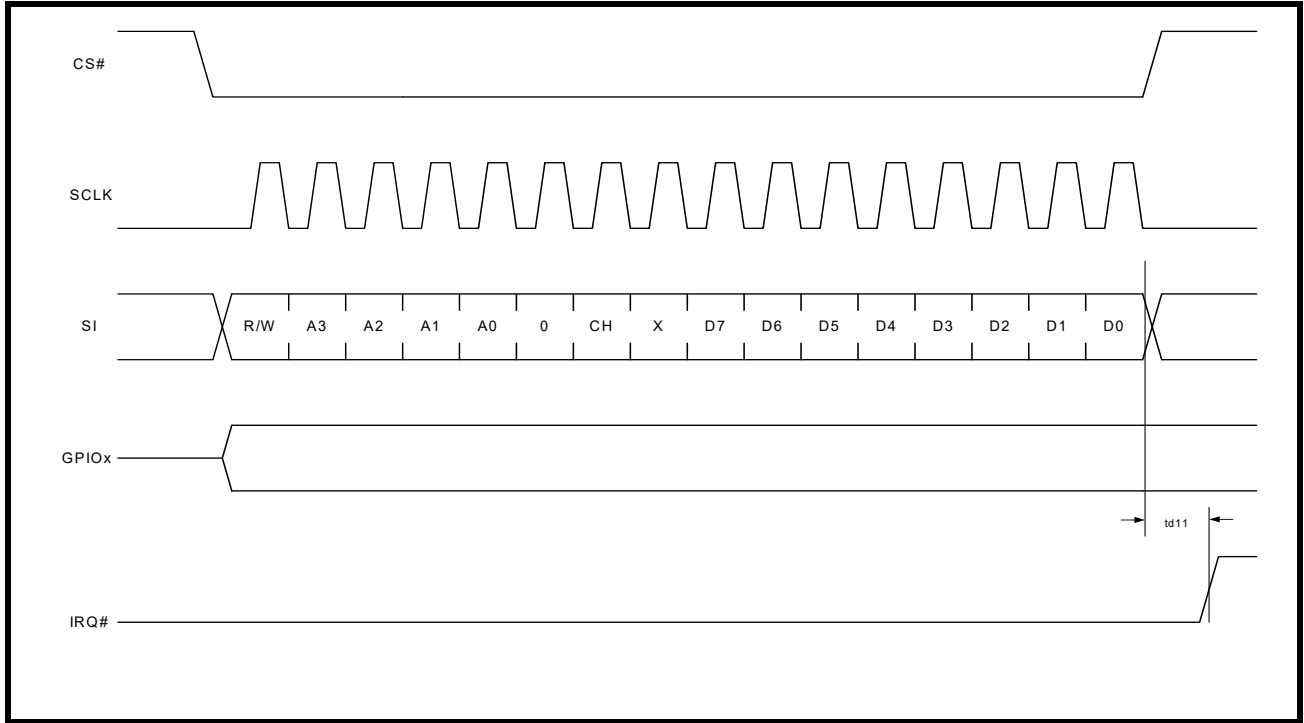 CS#
SCLK
SI R/W A3 A2 A1 A0 0 CH X D7 D6 D5 D4 D3 D2 D1 D0
GPIOx
td11
IRQ#